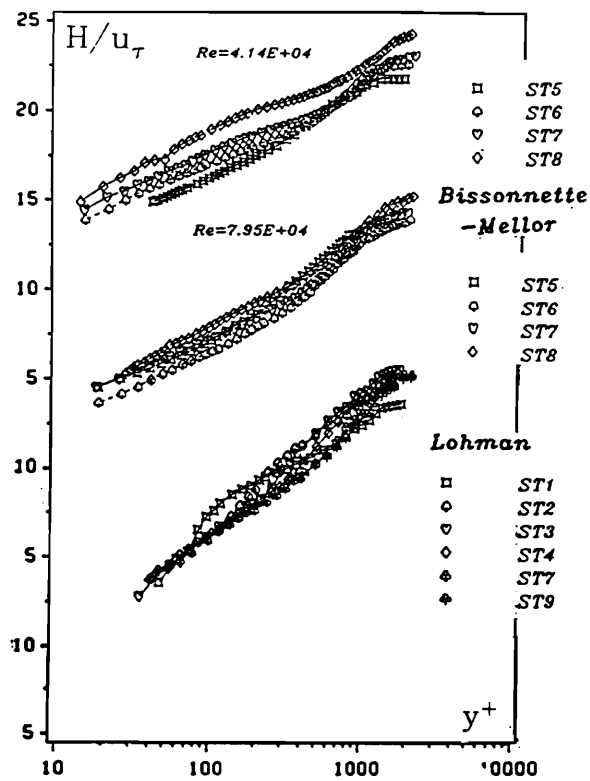 25
H/u_τ
Re=4.14E+04
20
ST5
ST6
ST7
ST8
15
Bissonnette
-Mellor
Re=7.95E+04
10
ST5
ST6
ST7
ST8
5
Lohman
10
ST1
ST2
ST3
ST4
5
ST7
ST9
10
y+
5
10
100
1000
10000